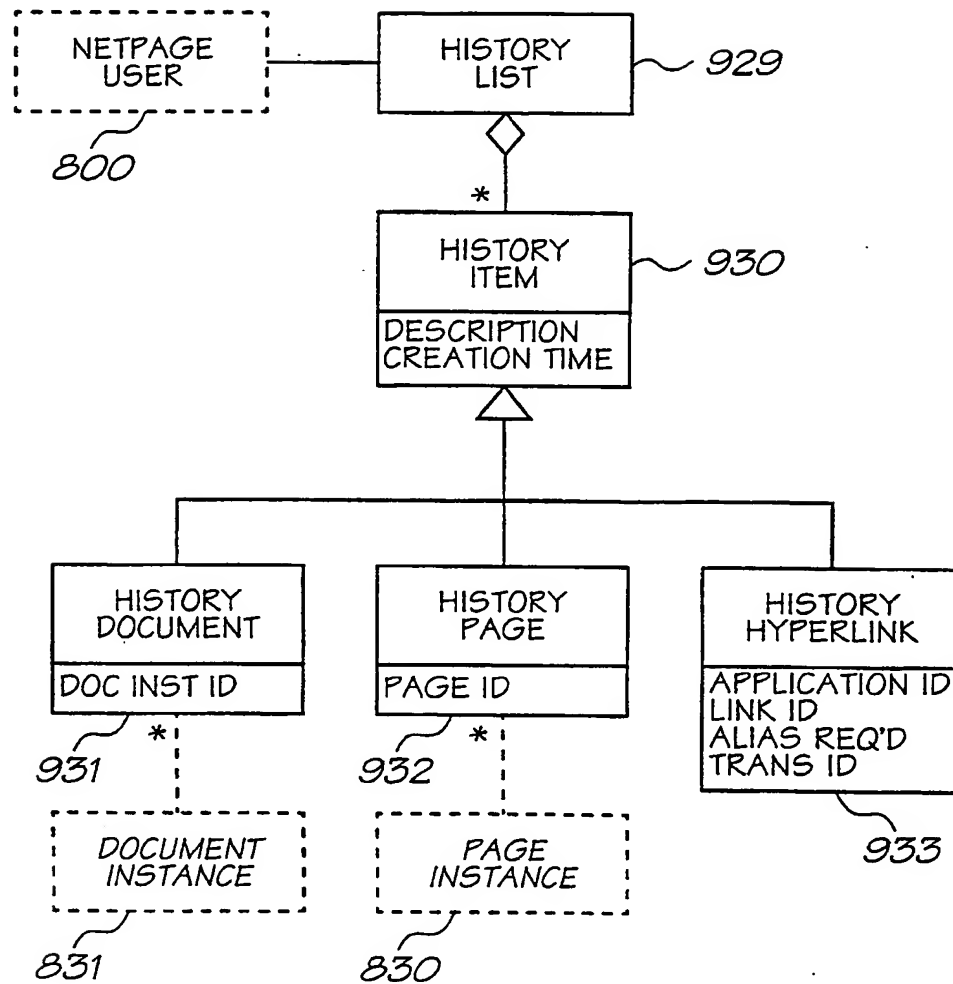 NETPAGE
USER
800
HISTORY
LIST
929
*
HISTORY
ITEM
930
DESCRIPTION
CREATION TIME
HISTORY
DOCUMENT
DOC INST ID
931
*
HISTORY
PAGE
PAGE ID
932
*
HISTORY
HYPERLINK
APPLICATION ID
LINK ID
ALIAS REQ'D
TRANS ID
933
DOCUMENT
INSTANCE
831
PAGE
INSTANCE
830